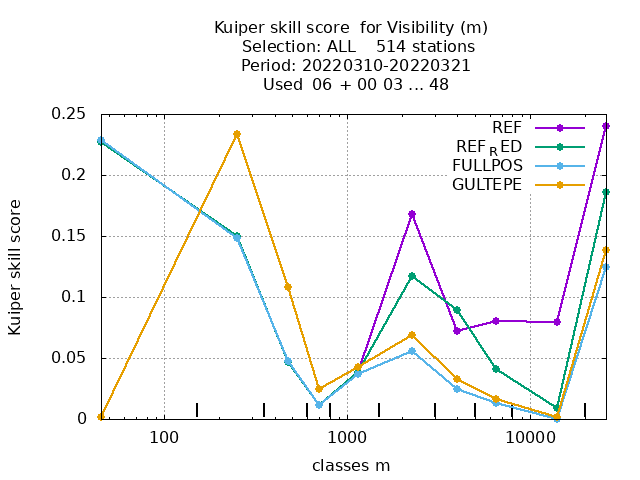 Kuiper skill score  for Visibility (m)
Selection: ALL    514 stations
Period: 20220310-20220321
Used  06 + 00 03 ... 48
0.25
0.2
0.15
0.1
0.05
0
Kuiper skill score
REF
REF RED
FULLPOS
GULTEPE
100
1000
10000
classes m